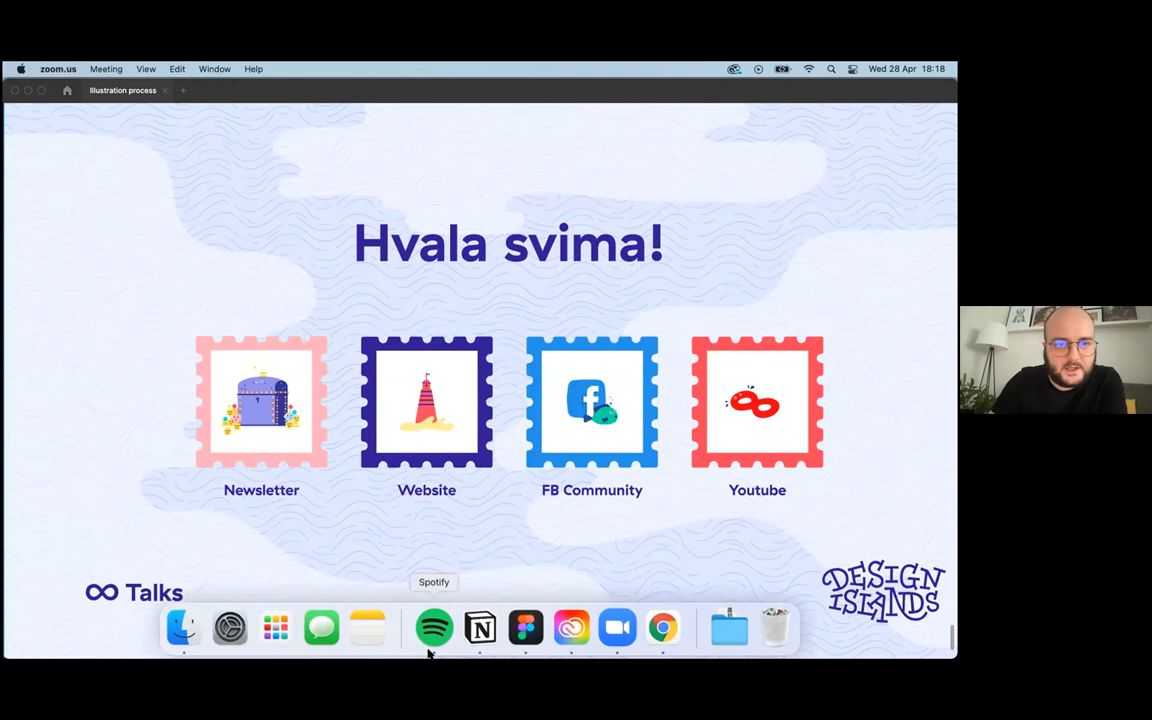 zoom.us Meeting View Edit Window Help Wed 28 Apr 18:18
Illustration process
Hvala svima!
f
Newsletter Website FB Community Youtube
Spotify
Talks
DESIGN
ISLANDS
N